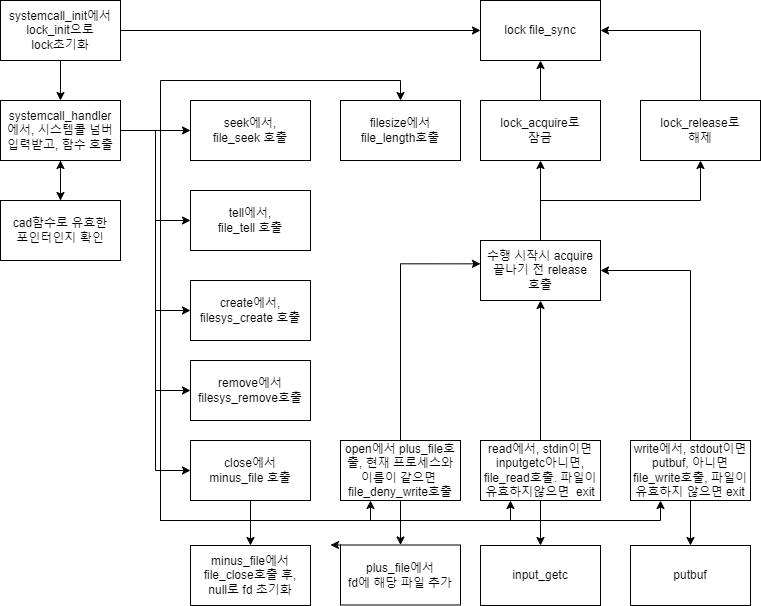 systemcall_init에서
lock_init으로
lock초기화
lock file_sync
systemcall_handler
에서, 시스템콜 넘버
입력받고, 함수 호출
seek에서,
file_seek 호출
filesize에서
file_length호출
lock_acquire로
잠금
lock_release로
해제
cad함수로 유효한
포인터인지 확인
tell에서,
file_tell 호출
수행 시작시 acquire
끝나기 전 release
호출
create에서,
filesys_create 호출
remove에서
filesys_remove호출
close에서
minus_file 호출
open에서 plus_file호
출, 현재 프로세스와
이름이 같으면
file_deny_write호출
read에서, stdin이면
inputgetc아니면,
file_read호출. 파일이
유효하지않으면 exit
write에서, stdout이면
putbuf, 아니면
file_write호출, 파일이
유효하지 않으면 exit
minus_file에서
file_close호출 후,
null로 fd 초기화
plus_file에서
fd에 해당 파일 추가
input_getc
putbuf